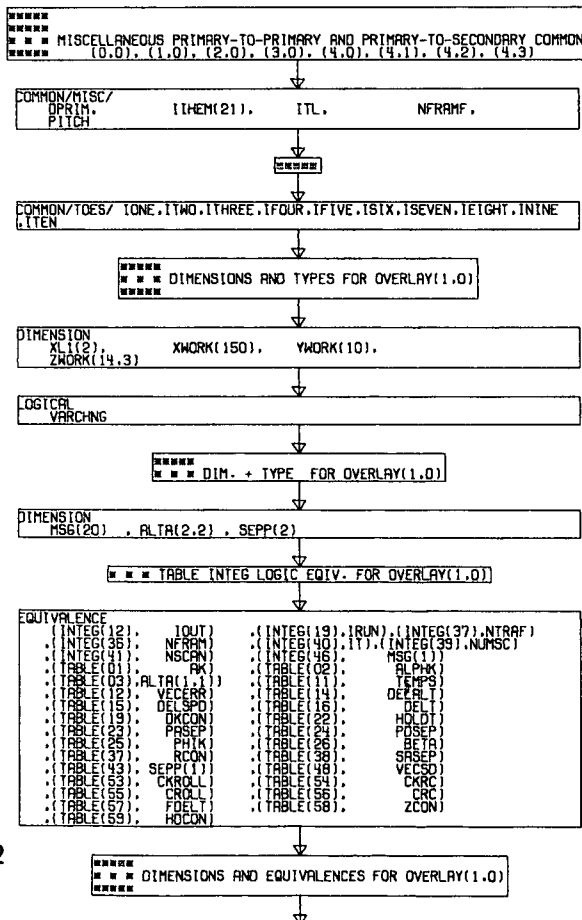 MISCELLANEOUS PRIMARY-TO-PRIMARY AND PRIMARY-TO-SECONDARY COMMON
(0.0), (1.0), (2.0), (3.0), (4.0), (4.1), (4.2), (4.3)
COMMON/MISC/
DPRIM, IIHEM(21), ITL, NFRAMF,
PITCH
*****
COMMON/TOES/ IONE,ITWO,ITHREE,IFOUR,IFIVE,ISIX,ISEVEN,IEIGHT,ININE
,ITEN
*****
* * * DIMENSIONS AND TYPES FOR OVERLAY(1,0)
*****
DIMENSION
XL1(2), XWORK(150), YWORK(10),
ZWORK(14,3)
LOGICAL
VARCHNG
*****
* * * DIM. + TYPE FOR OVERLAY(1,0)
DIMENSION
MSG(20) , ALTA(2,2) , SEPP(2)
* * * TABLE INTEG LOGIC EQIV. FOR OVERLAY(1,0)
EQUIVALENCE
(INTEG(12), IOUT) ,(INTEG(19),IRUN),(INTEG(37),NTRAF)
,(INTEG(36), NFRAM) ,(INTEG(40),IT),(INTEG(39),NUMSC)
,(INTEG(41), NSCAN) ,(INTEG(46), MSG(1))
,(TABLE(01), AK) ,(TABLE(02), ALPHK)
,(TABLE(03),ALTA(1,1)) ,(TABLE(11), TEMPS)
,(TABLE(12), VECERR) ,(TABLE(14), DEEALT)
,(TABLE(15), DELSPD) ,(TABLE(16), DELT)
,(TABLE(19), DKCON) ,(TABLE(22), HOLDT)
,(TABLE(23), PASEP) ,(TABLE(24), PDSEP)
,(TABLE(25), PHIK) ,(TABLE(26), BETA)
,(TABLE(37), RCON) ,(TABLE(38), SASEP)
,(TABLE(43), SEPP(1)) ,(TABLE(48), VECSD)
,(TABLE(53), CKROLL) ,(TABLE(54), CKRC)
,(TABLE(55), CROLL) ,(TABLE(56), CRC)
,(TABLE(57), FDELT) ,(TABLE(58), ZCON)
,(TABLE(59), HDCON)
2
*****
* * * DIMENSIONS AND EQUIVALENCES FOR OVERLAY(1,0)
*****